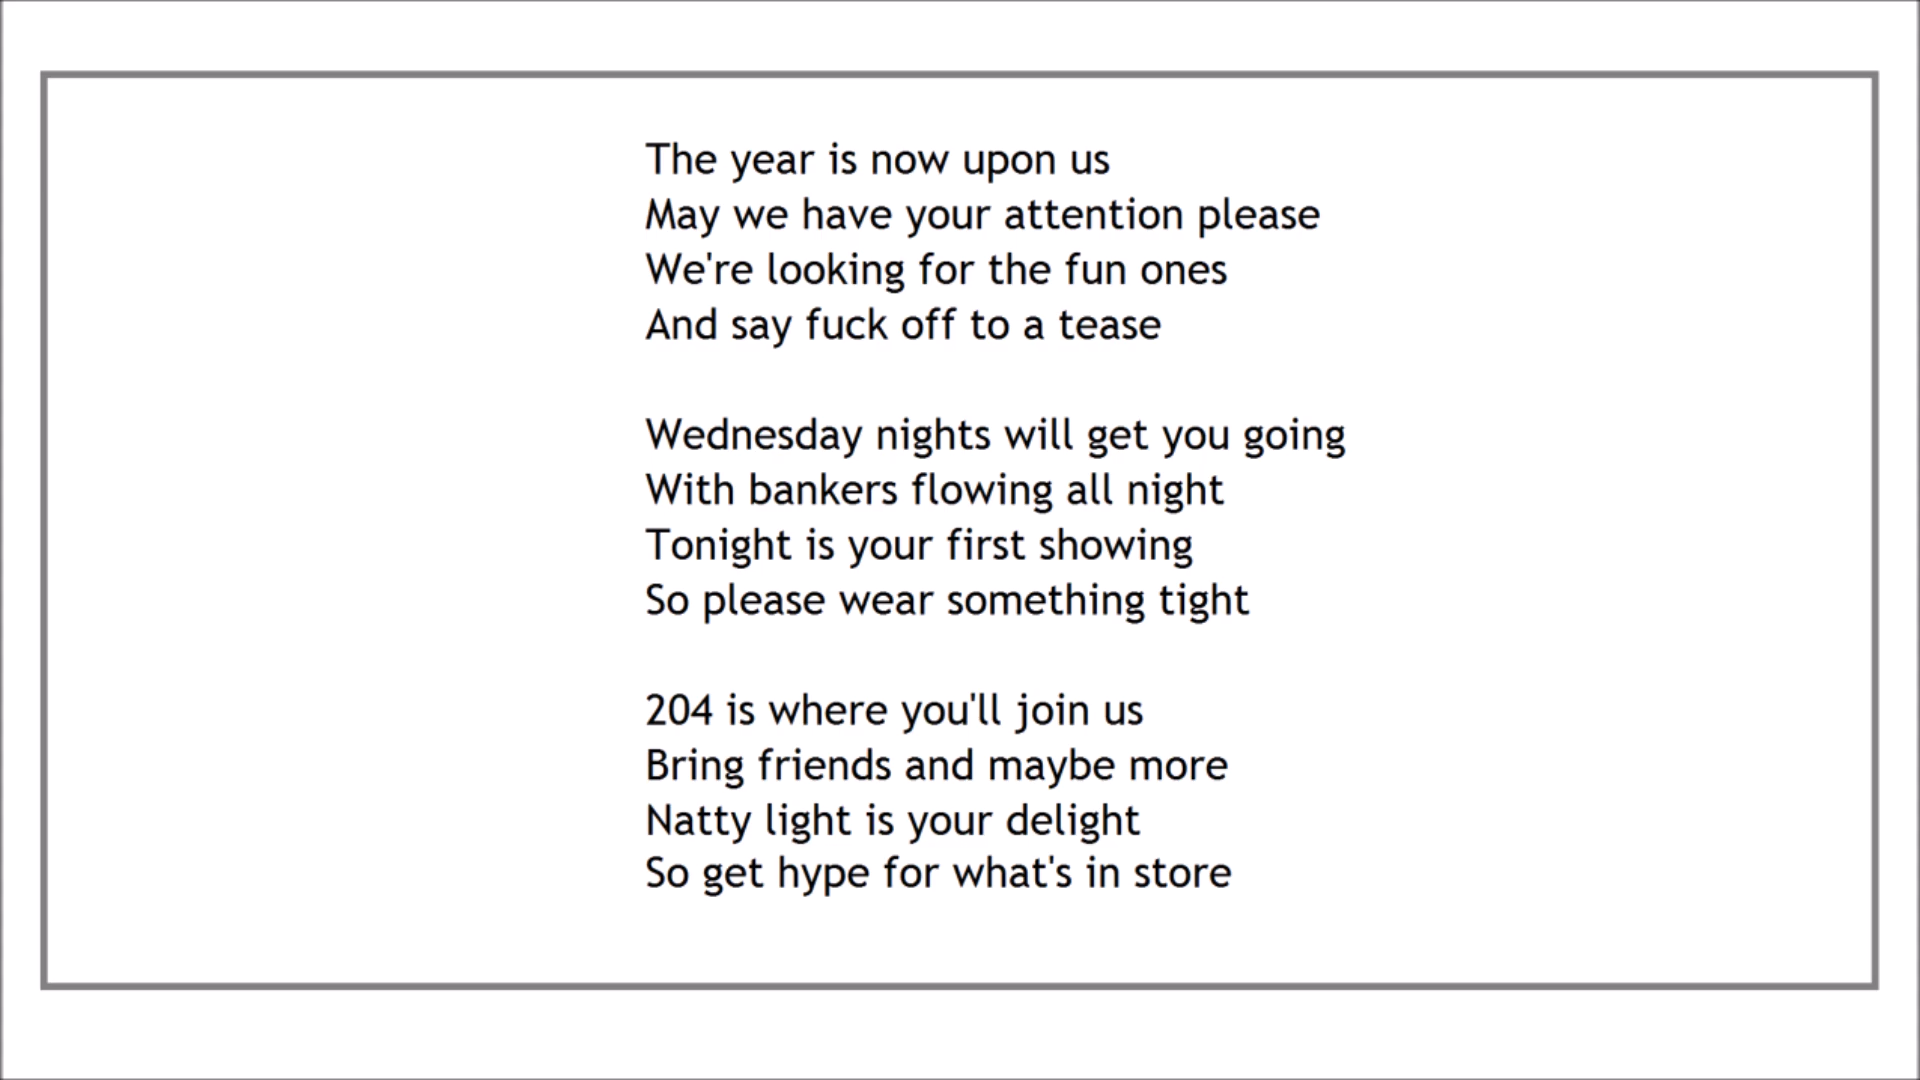 The year is now upon us
May we have your attention please
We're looking for the fun ones
And say fuck off to a tease
Wednesday nights will get you going
With bankers flowing all night
Tonight is your first showing
So please wear something tight
204 is where you'll join us
Bring friends and maybe more
Natty light is your delight
So get hype for what's in store